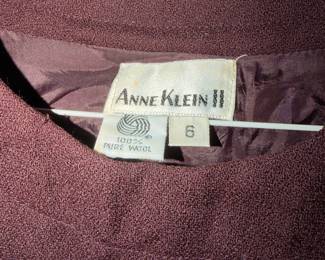 ANNE KLEIN II
6
100%
PURE WOOL